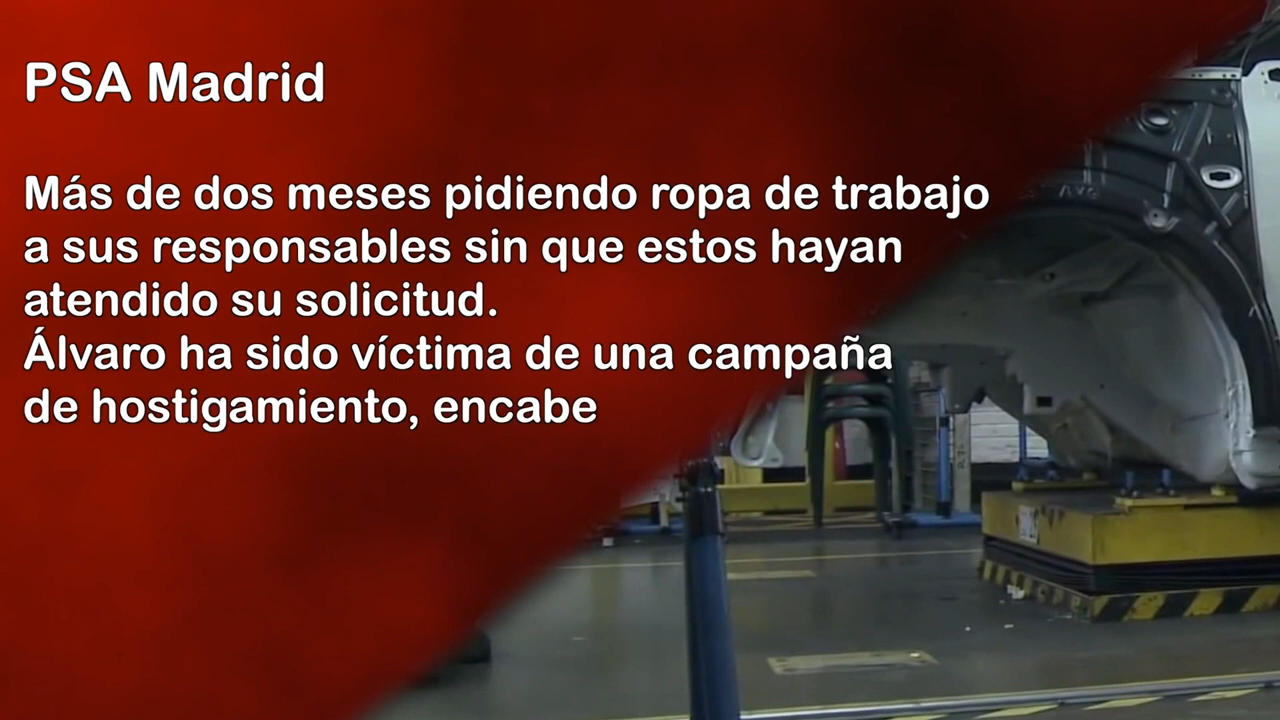 PSA Madrid
Más de dos meses pidiendo ropa de trabajo
a sus responsables sin que estos hayan
atendido su solicitud.
Álvaro ha sido víctima de una campaña
de hostigamiento, encabe